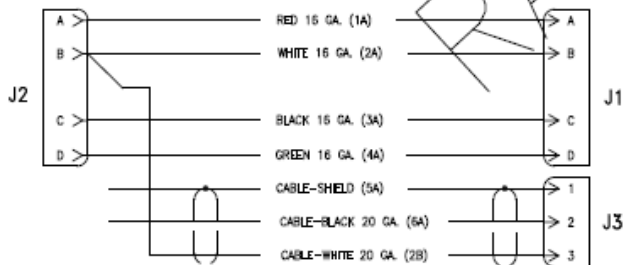 A RED 16 GA. (1A) A
B WHITE 16 GA. (2A) B
J2 J1
C BLACK 16 GA. (3A) C
D GREEN 16 GA. (4A) D
CABLE-SHIELD (5A) 1
CABLE-BLACK 20 GA. (6A) 2 J3
CABLE-WHITE 20 GA. (2B) 3